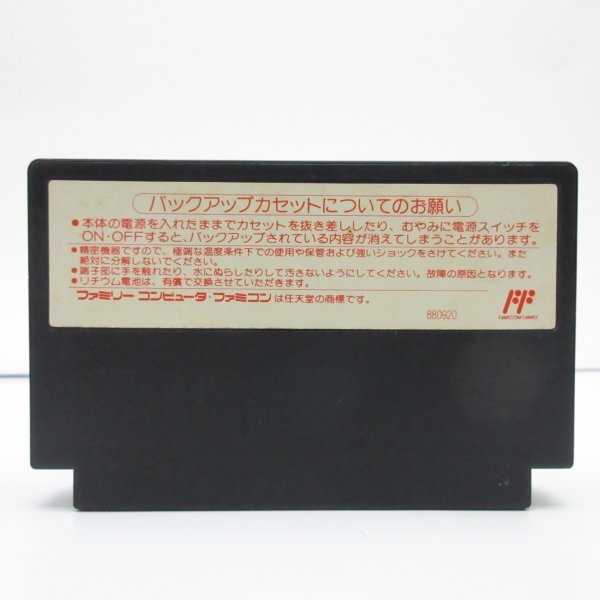 バックアップカセットについてのお願い
●本体の電源を入れたままでカセットを抜き差ししたり、むやみに電源スイッチを
ON・OFFすると、バックアップされている内容が消えてしまうことがあります。
●精密機器ですので、極端な温度条件下での使用や保管および強いショックをさけてください。また
絶対に分解しないでください。
●端子部に手を触れたり、水にぬらしたりして汚さないようにしてください。故障の原因となります。
●リチウム電池は、有償で交換させていただきます。
ファミリーコンピュータ・ファミコンは任天堂の商標です。
FF
FAMICOM FAMILY
880920